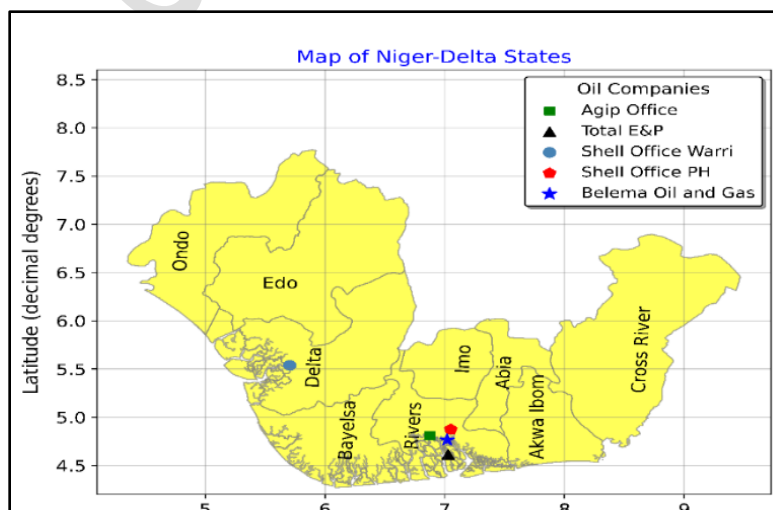 Map of Niger-Delta States
8.5
8.0
7.5
7.0
6.5
6.0
5.5
5.0
4.5
Latitude (decimal degrees)
Oil Companies
Agip Office
Total E&P
Shell Office Warri
Shell Office PH
Belema Oil and Gas
Ondo
Edo
Delta
Bayelsa
Rivers
Imo
Abia
Akwa Ibom
Cross River
5
6
7
8
9